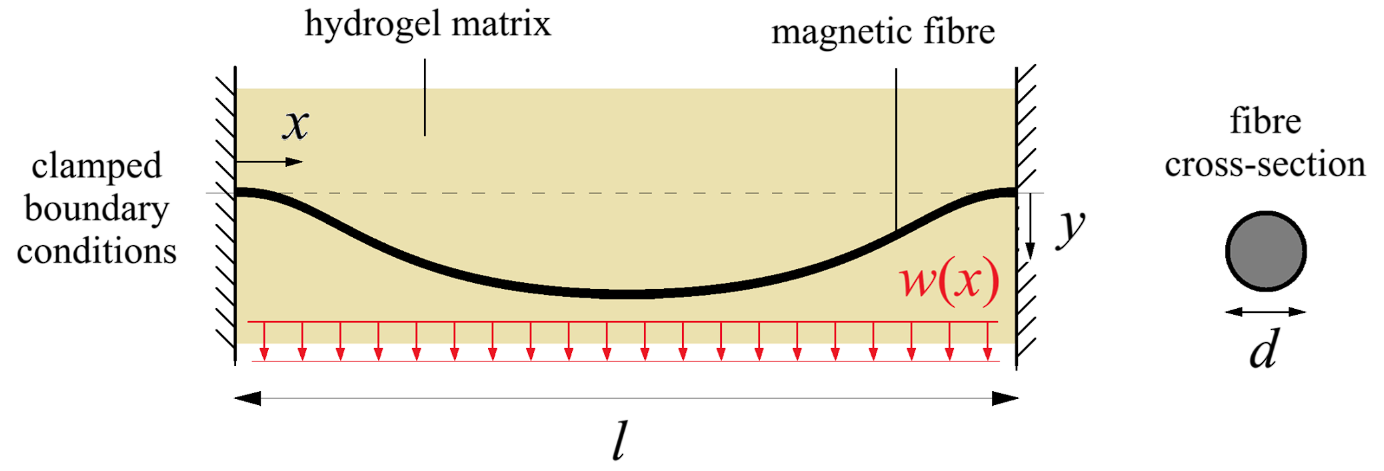 hydrogel matrix
magnetic fibre
x
clamped
boundary
conditions
y
w(x)
l
fibre
cross-section
d